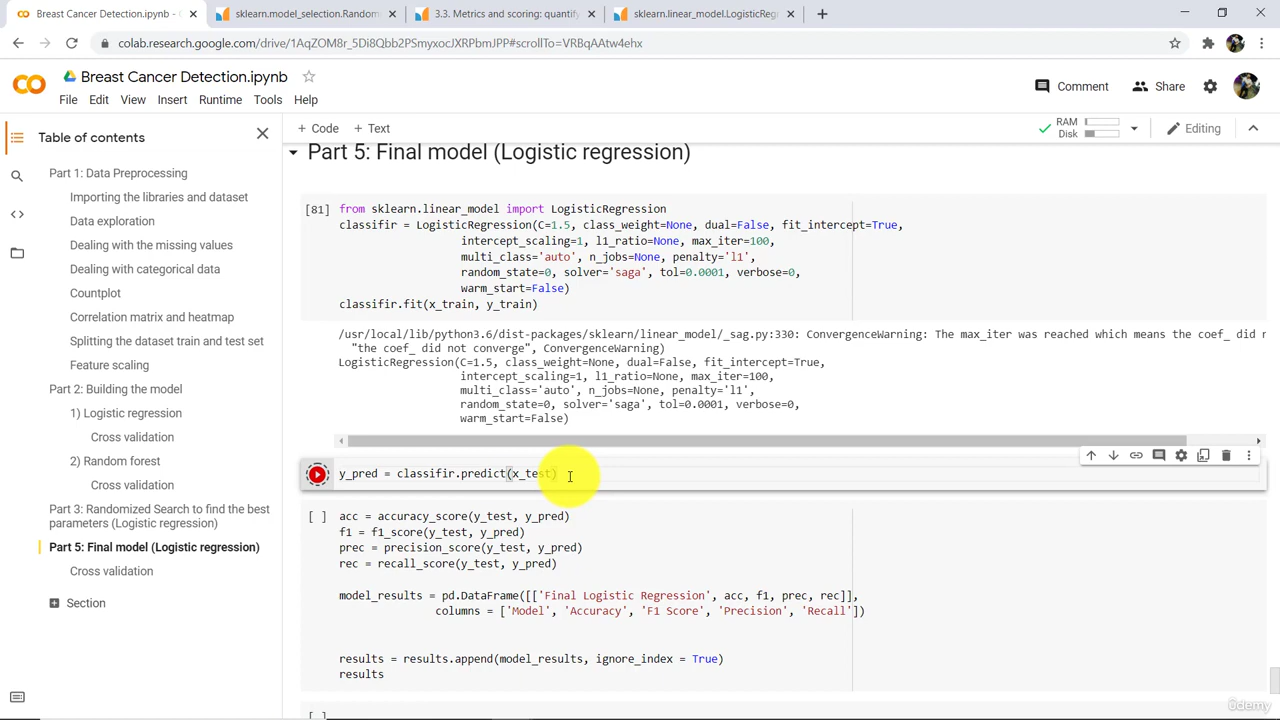 Breast Cancer Detection.ipynb -
sklearn.model_selection.Random
3.3. Metrics and scoring: quantify
sklearn.linear_model.LogisticRegr
colab.research.google.com/drive/1AqZOM8r_5Di8Qbb2PSmyxocJXRPbmJPP#scrollTo=VRBqAAtw4ehx
Breast Cancer Detection.ipynb
Comment
Share
File Edit View Insert Runtime Tools Help
Table of contents
+ Code + Text
RAM
Disk
Editing
Part 1: Data Preprocessing
Importing the libraries and dataset
Data exploration
Dealing with the missing values
Dealing with categorical data
Countplot
Correlation matrix and heatmap
Splitting the dataset train and test set
Feature scaling
Part 2: Building the model
1) Logistic regression
Cross validation
2) Random forest
Cross validation
Part 3: Randomized Search to find the best
parameters (Logistic regression)
Part 5: Final model (Logistic regression)
Cross validation
Section
Part 5: Final model (Logistic regression)
[81] from sklearn.linear_model import LogisticRegression
classifir = LogisticRegression(C=1.5, class_weight=None, dual=False, fit_intercept=True,
intercept_scaling=1, l1_ratio=None, max_iter=100,
multi_class='auto', n_jobs=None, penalty='l1',
random_state=0, solver='saga', tol=0.0001, verbose=0,
warm_start=False)
classifir.fit(x_train, y_train)
/usr/local/lib/python3.6/dist-packages/sklearn/linear_model/_sag.py:330: ConvergenceWarning: The max_iter was reached which means the coef_ did n
"the coef_ did not converge", ConvergenceWarning)
LogisticRegression(C=1.5, class_weight=None, dual=False, fit_intercept=True,
intercept_scaling=1, l1_ratio=None, max_iter=100,
multi_class='auto', n_jobs=None, penalty='l1',
random_state=0, solver='saga', tol=0.0001, verbose=0,
warm_start=False)
y_pred = classifir.predict(x_test)
[ ] acc = accuracy_score(y_test, y_pred)
f1 = f1_score(y_test, y_pred)
prec = precision_score(y_test, y_pred)
rec = recall_score(y_test, y_pred)
model_results = pd.DataFrame([['Final Logistic Regression', acc, f1, prec, rec]],
columns = ['Model', 'Accuracy', 'F1 Score', 'Precision', 'Recall'])
results = results.append(model_results, ignore_index = True)
results
[ ]
ûdemy